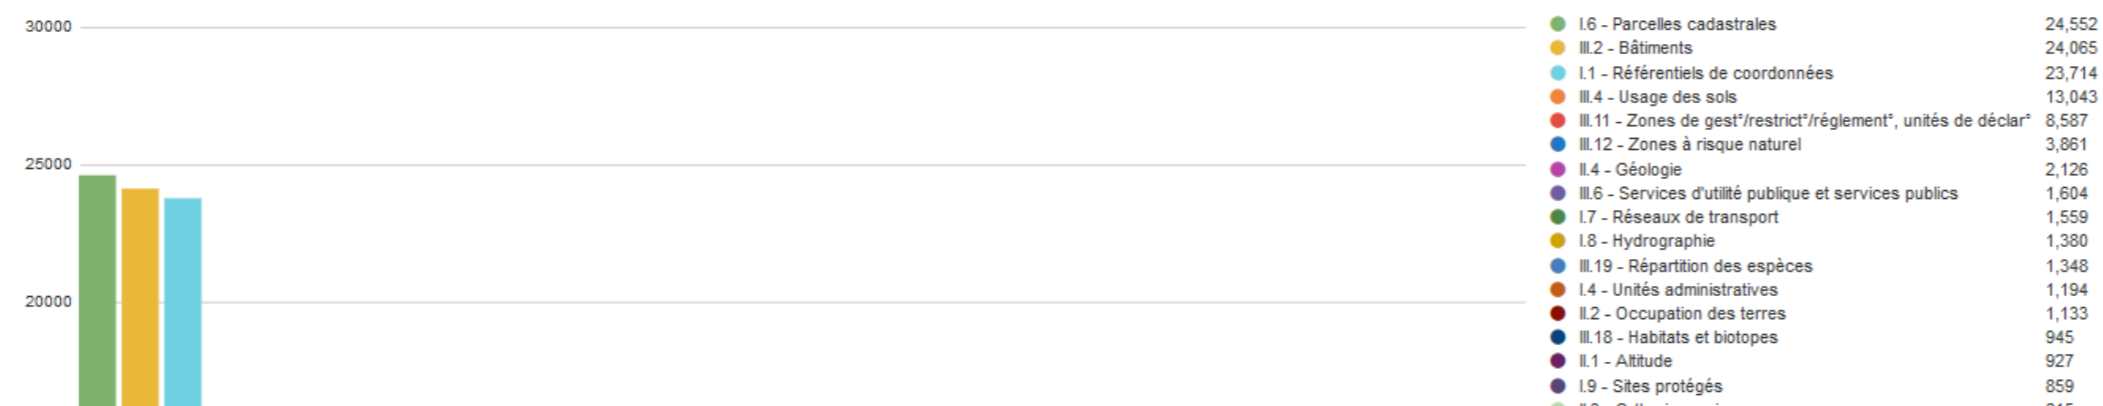 30000
25000
20000
I.6 - Parcelles cadastrales 24,552
III.2 - Bâtiments 24,065
I.1 - Référentiels de coordonnées 23,714
III.4 - Usage des sols 13,043
III.11 - Zones de gest°/restrict°/réglement°, unités de déclar° 8,587
III.12 - Zones à risque naturel 3,861
II.4 - Géologie 2,126
III.6 - Services d'utilité publique et services publics 1,604
I.7 - Réseaux de transport 1,559
I.8 - Hydrographie 1,380
III.19 - Répartition des espèces 1,348
I.4 - Unités administratives 1,194
II.2 - Occupation des terres 1,133
III.18 - Habitats et biotopes 945
II.1 - Altitude 927
I.9 - Sites protégés 859